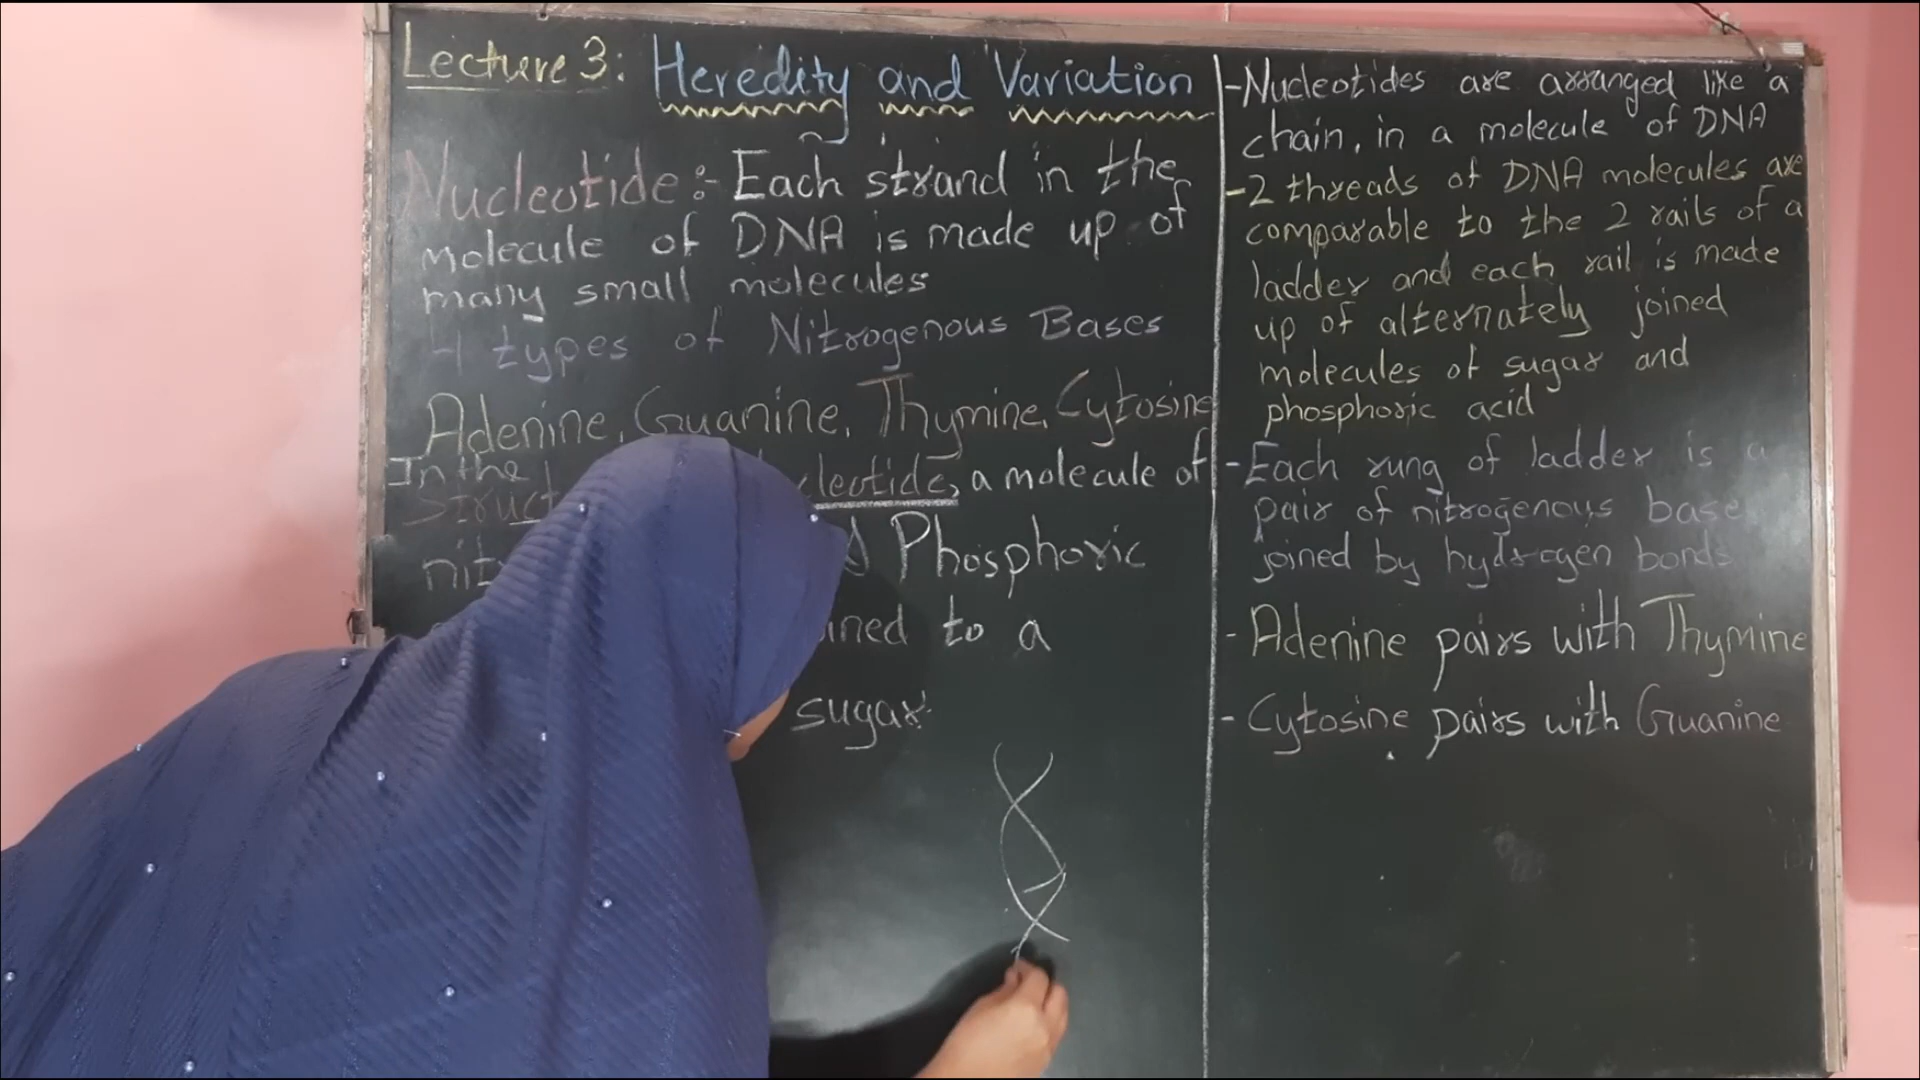 Lecture 3: Heredity and Variation
Nucleotide:- Each strand in the
molecule of DNA is made up of
many small molecules
4 types of Nitrogenous Bases
Adenine, Guanine, Thymine, Cytosine
In the
a molecule of
Phosphoric
to a
sugar.
-Nucleotides are arranged like a
chain, in a molecule of DNA
-2 threads of DNA molecules are
comparable to the 2 rails of a
ladder and each rail is made
up of alternately joined
molecules of sugar and
phosphoric acid
-Each rung of ladder is a
pair of nitrogenous base
joined by hydrogen bonds
- Adenine pairs with Thymine
- Cytosine pairs with Guanine